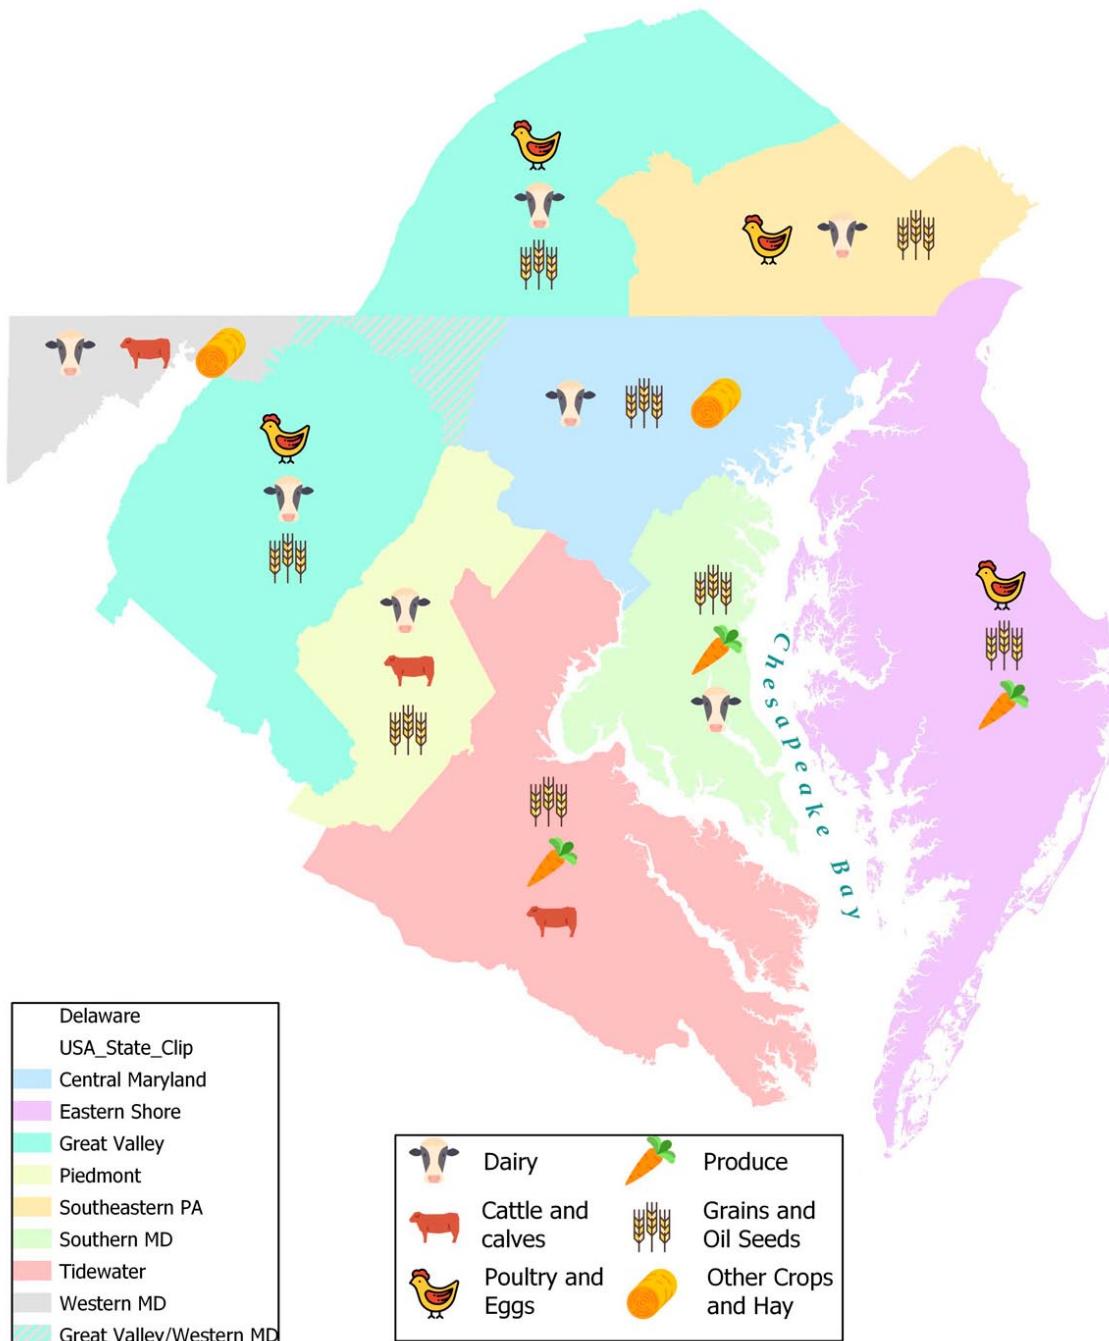 Chesapeake Bay
Delaware
USA_State_Clip
Central Maryland
Eastern Shore
Great Valley
Piedmont
Southeastern PA
Southern MD
Tidewater
Western MD
Great Valley/Western MD
Dairy
Produce
Cattle and
calves
Grains and
Oil Seeds
Poultry and
Eggs
Other Crops
and Hay